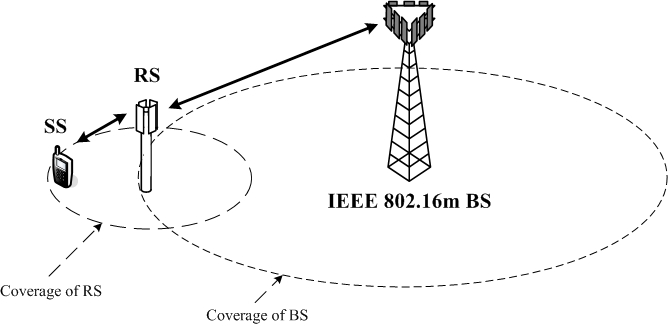 RS
SS
IEEE 802.16m BS
Coverage of RS
Coverage of BS